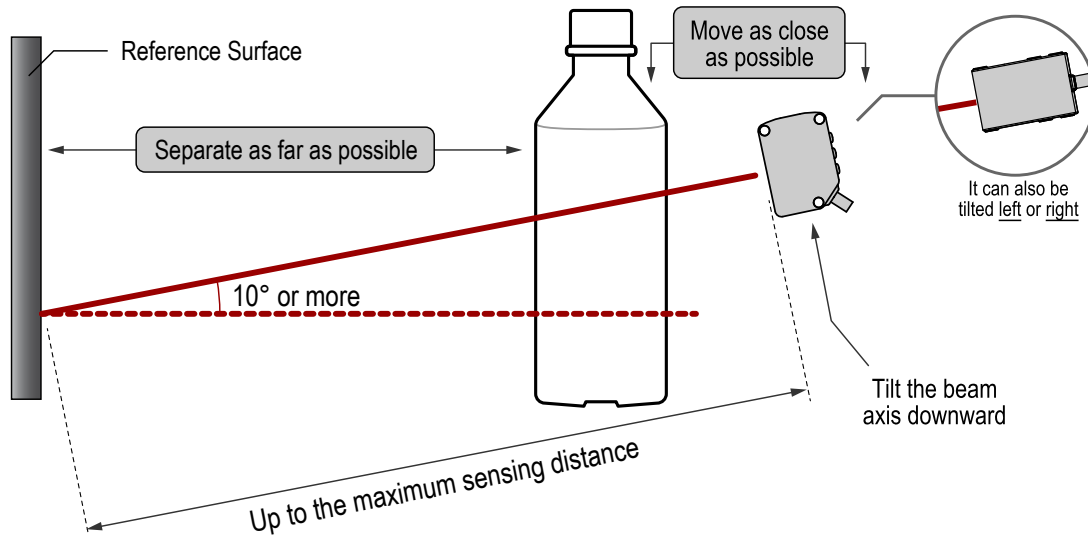 Reference Surface
Move as close
as possible
Separate as far as possible
It can also be
tilted left or right
10° or more
Tilt the beam
axis downward
Up to the maximum sensing distance